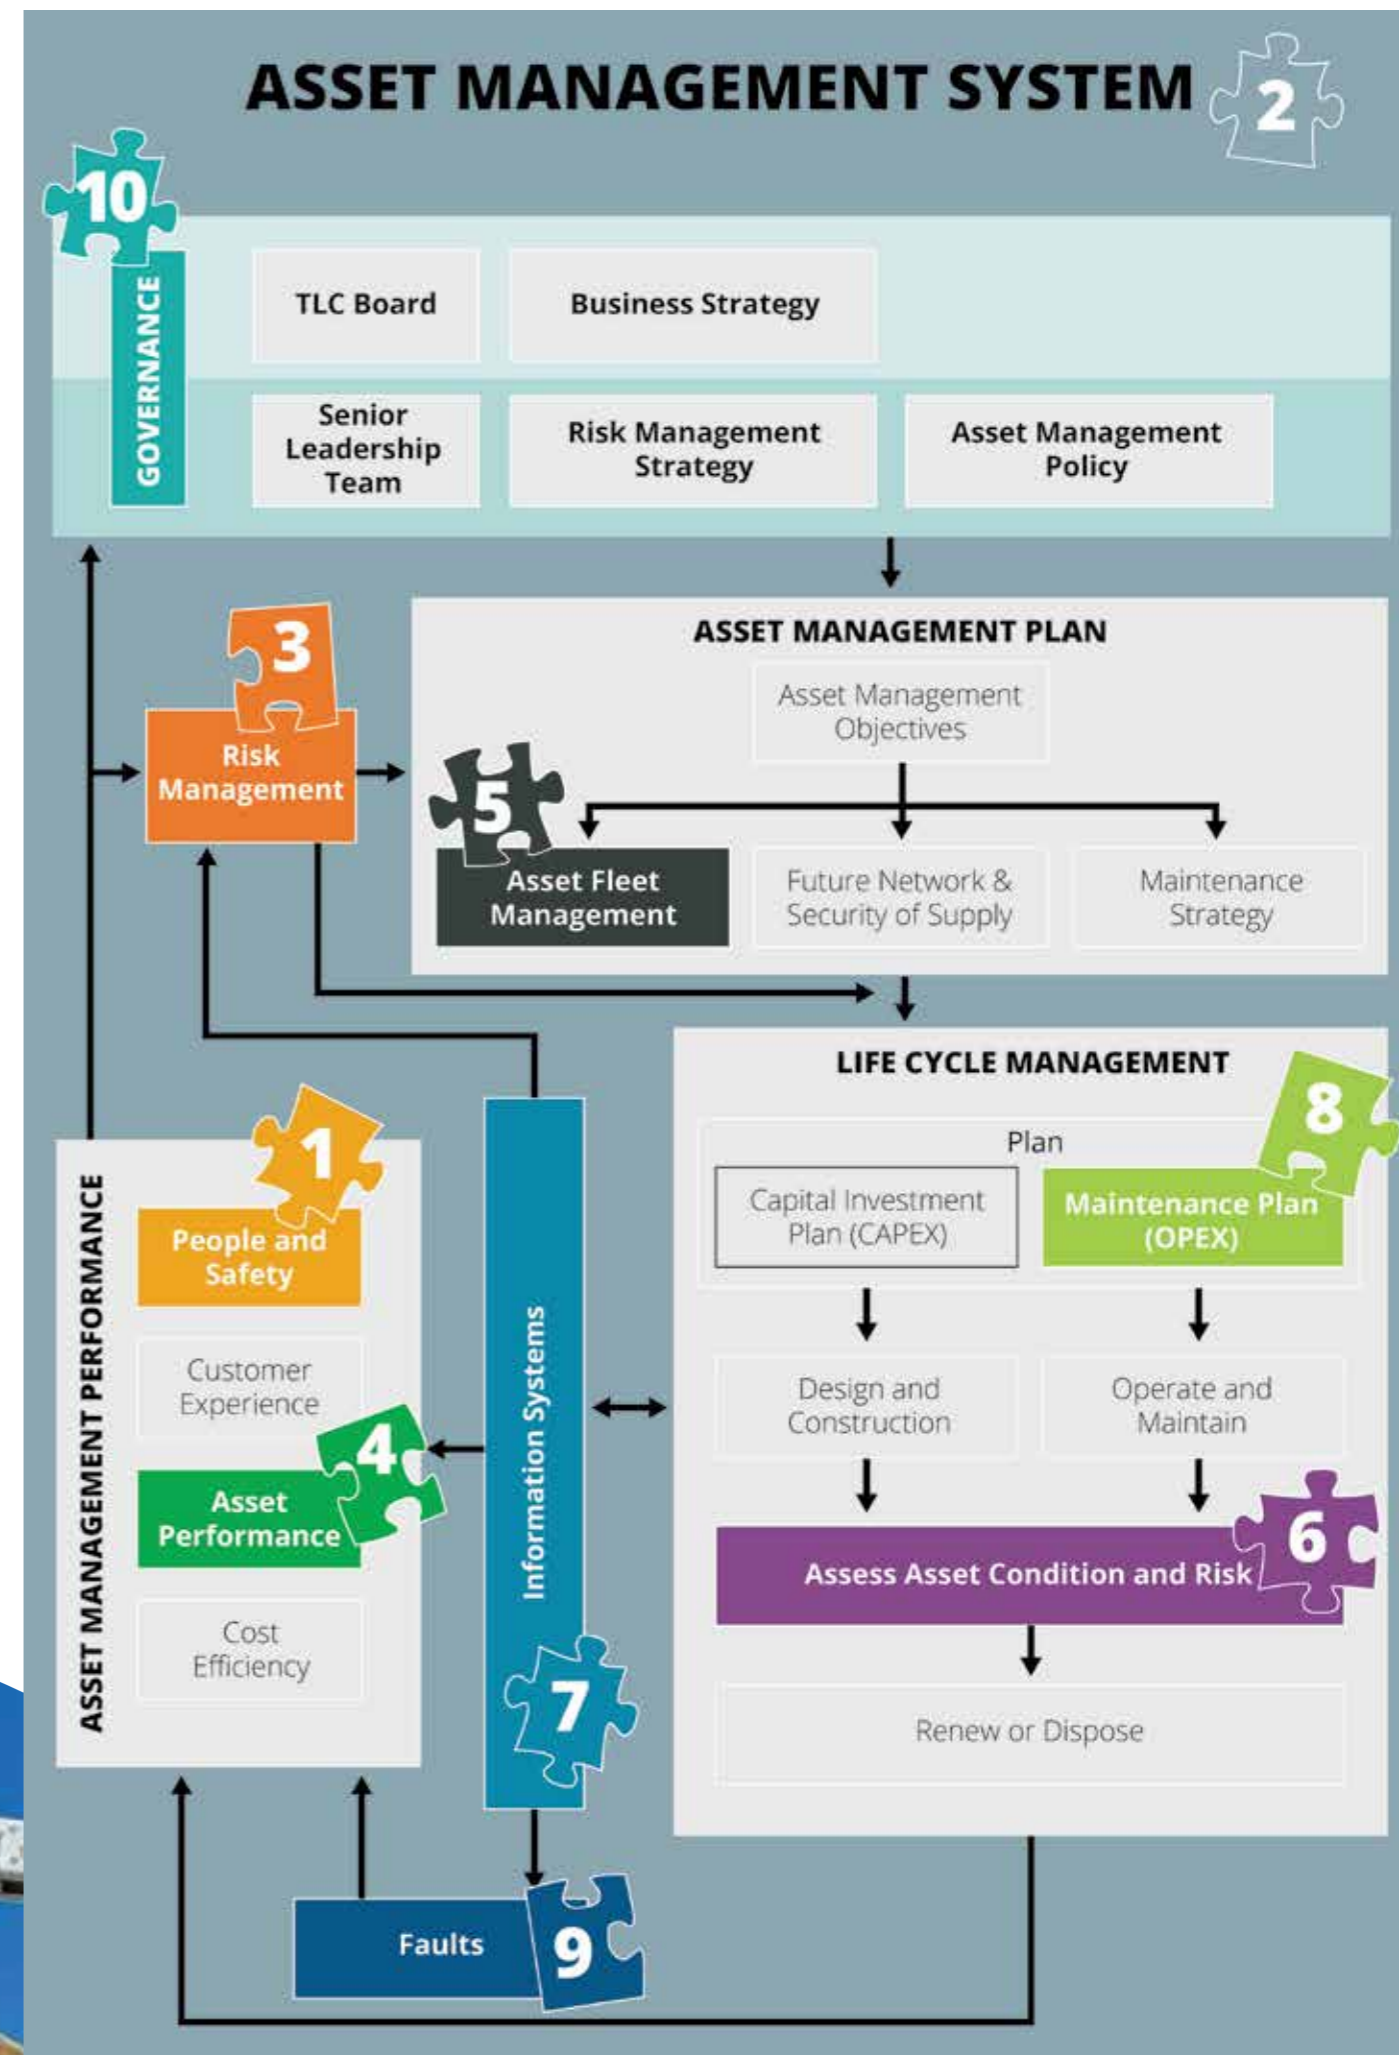 ASSET MANAGEMENT SYSTEM
2
10
GOVERNANCE
TLC Board
Business Strategy
Senior
Leadership
Team
Risk Management
Strategy
Asset Management
Policy
3
Risk
Management
ASSET MANAGEMENT PLAN
Asset Management
Objectives
5
Asset Fleet
Management
Future Network &
Security of Supply
Maintenance
Strategy
LIFE CYCLE MANAGEMENT
8
Plan
Capital Investment
Plan (CAPEX)
Maintenance Plan
(OPEX)
Design and
Construction
Operate and
Maintain
6
Assess Asset Condition and Risk
Renew or Dispose
ASSET MANAGEMENT PERFORMANCE
1
People and
Safety
Customer
Experience
4
Asset
Performance
Cost
Efficiency
Information Systems
7
Faults
9